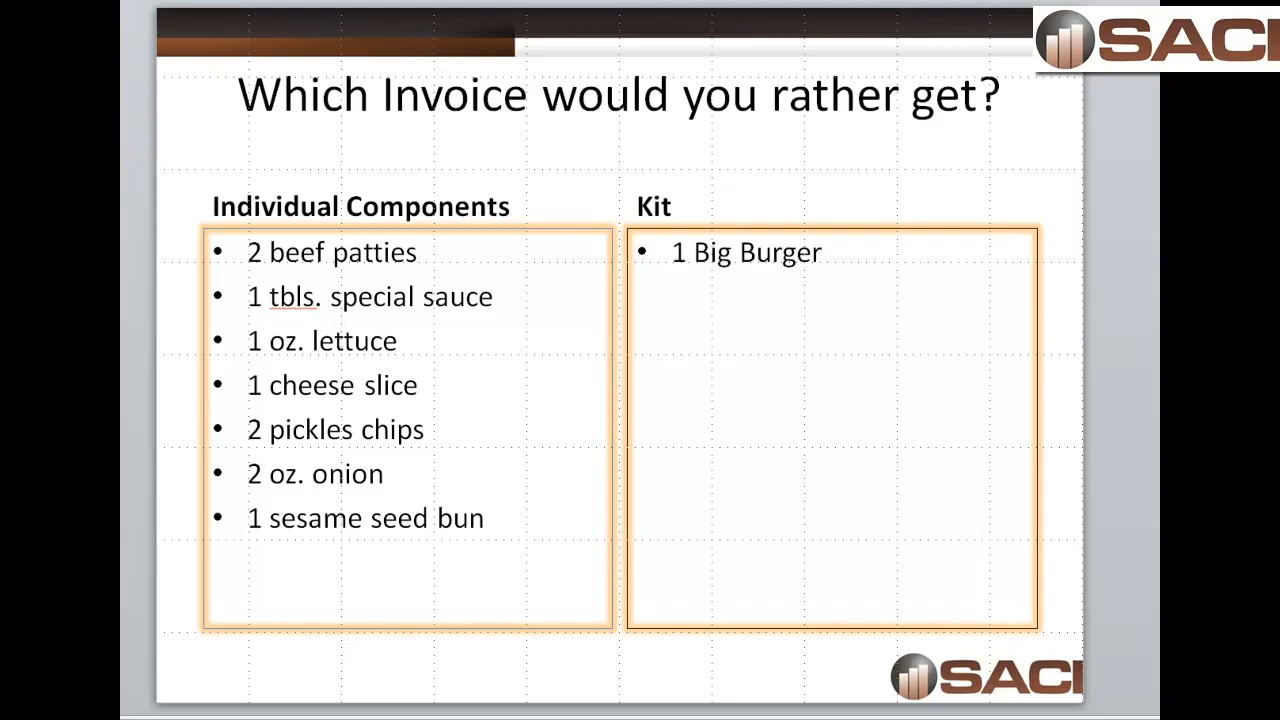 SACI
Which Invoice would you rather get?
Individual Components
2 beef patties
1 tbls. special sauce
1 oz. lettuce
1 cheese slice
2 pickles chips
2 oz. onion
1 sesame seed bun
Kit
1 Big Burger
SACI